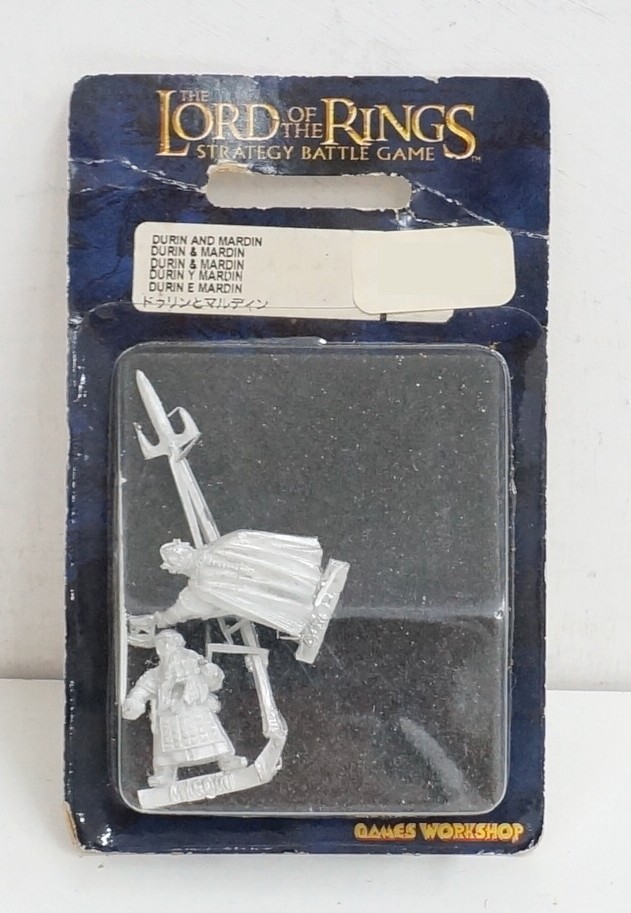 THE
LORD OF THE RINGS
STRATEGY BATTLE GAME™
DURIN AND MARDIN
DURIN & MARDIN
DURIN & MARDIN
DURIN Y MARDIN
DURIN E MARDIN
ドゥリンとマルディン
GAMES WORKSHOP